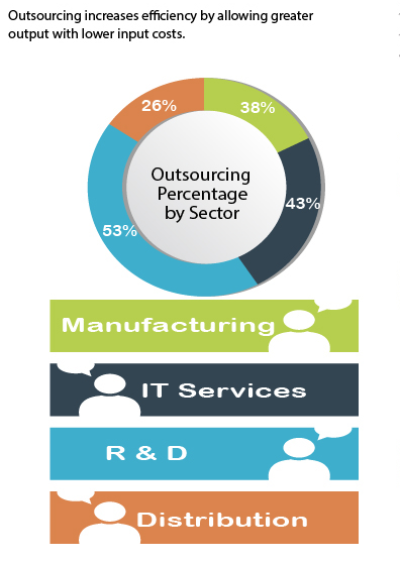 Outsourcing increases efficiency by allowing greater
output with lower input costs.
26%
38%
Outsourcing
Percentage
by Sector
43%
53%
Manufacturing
IT Services
R & D
Distribution